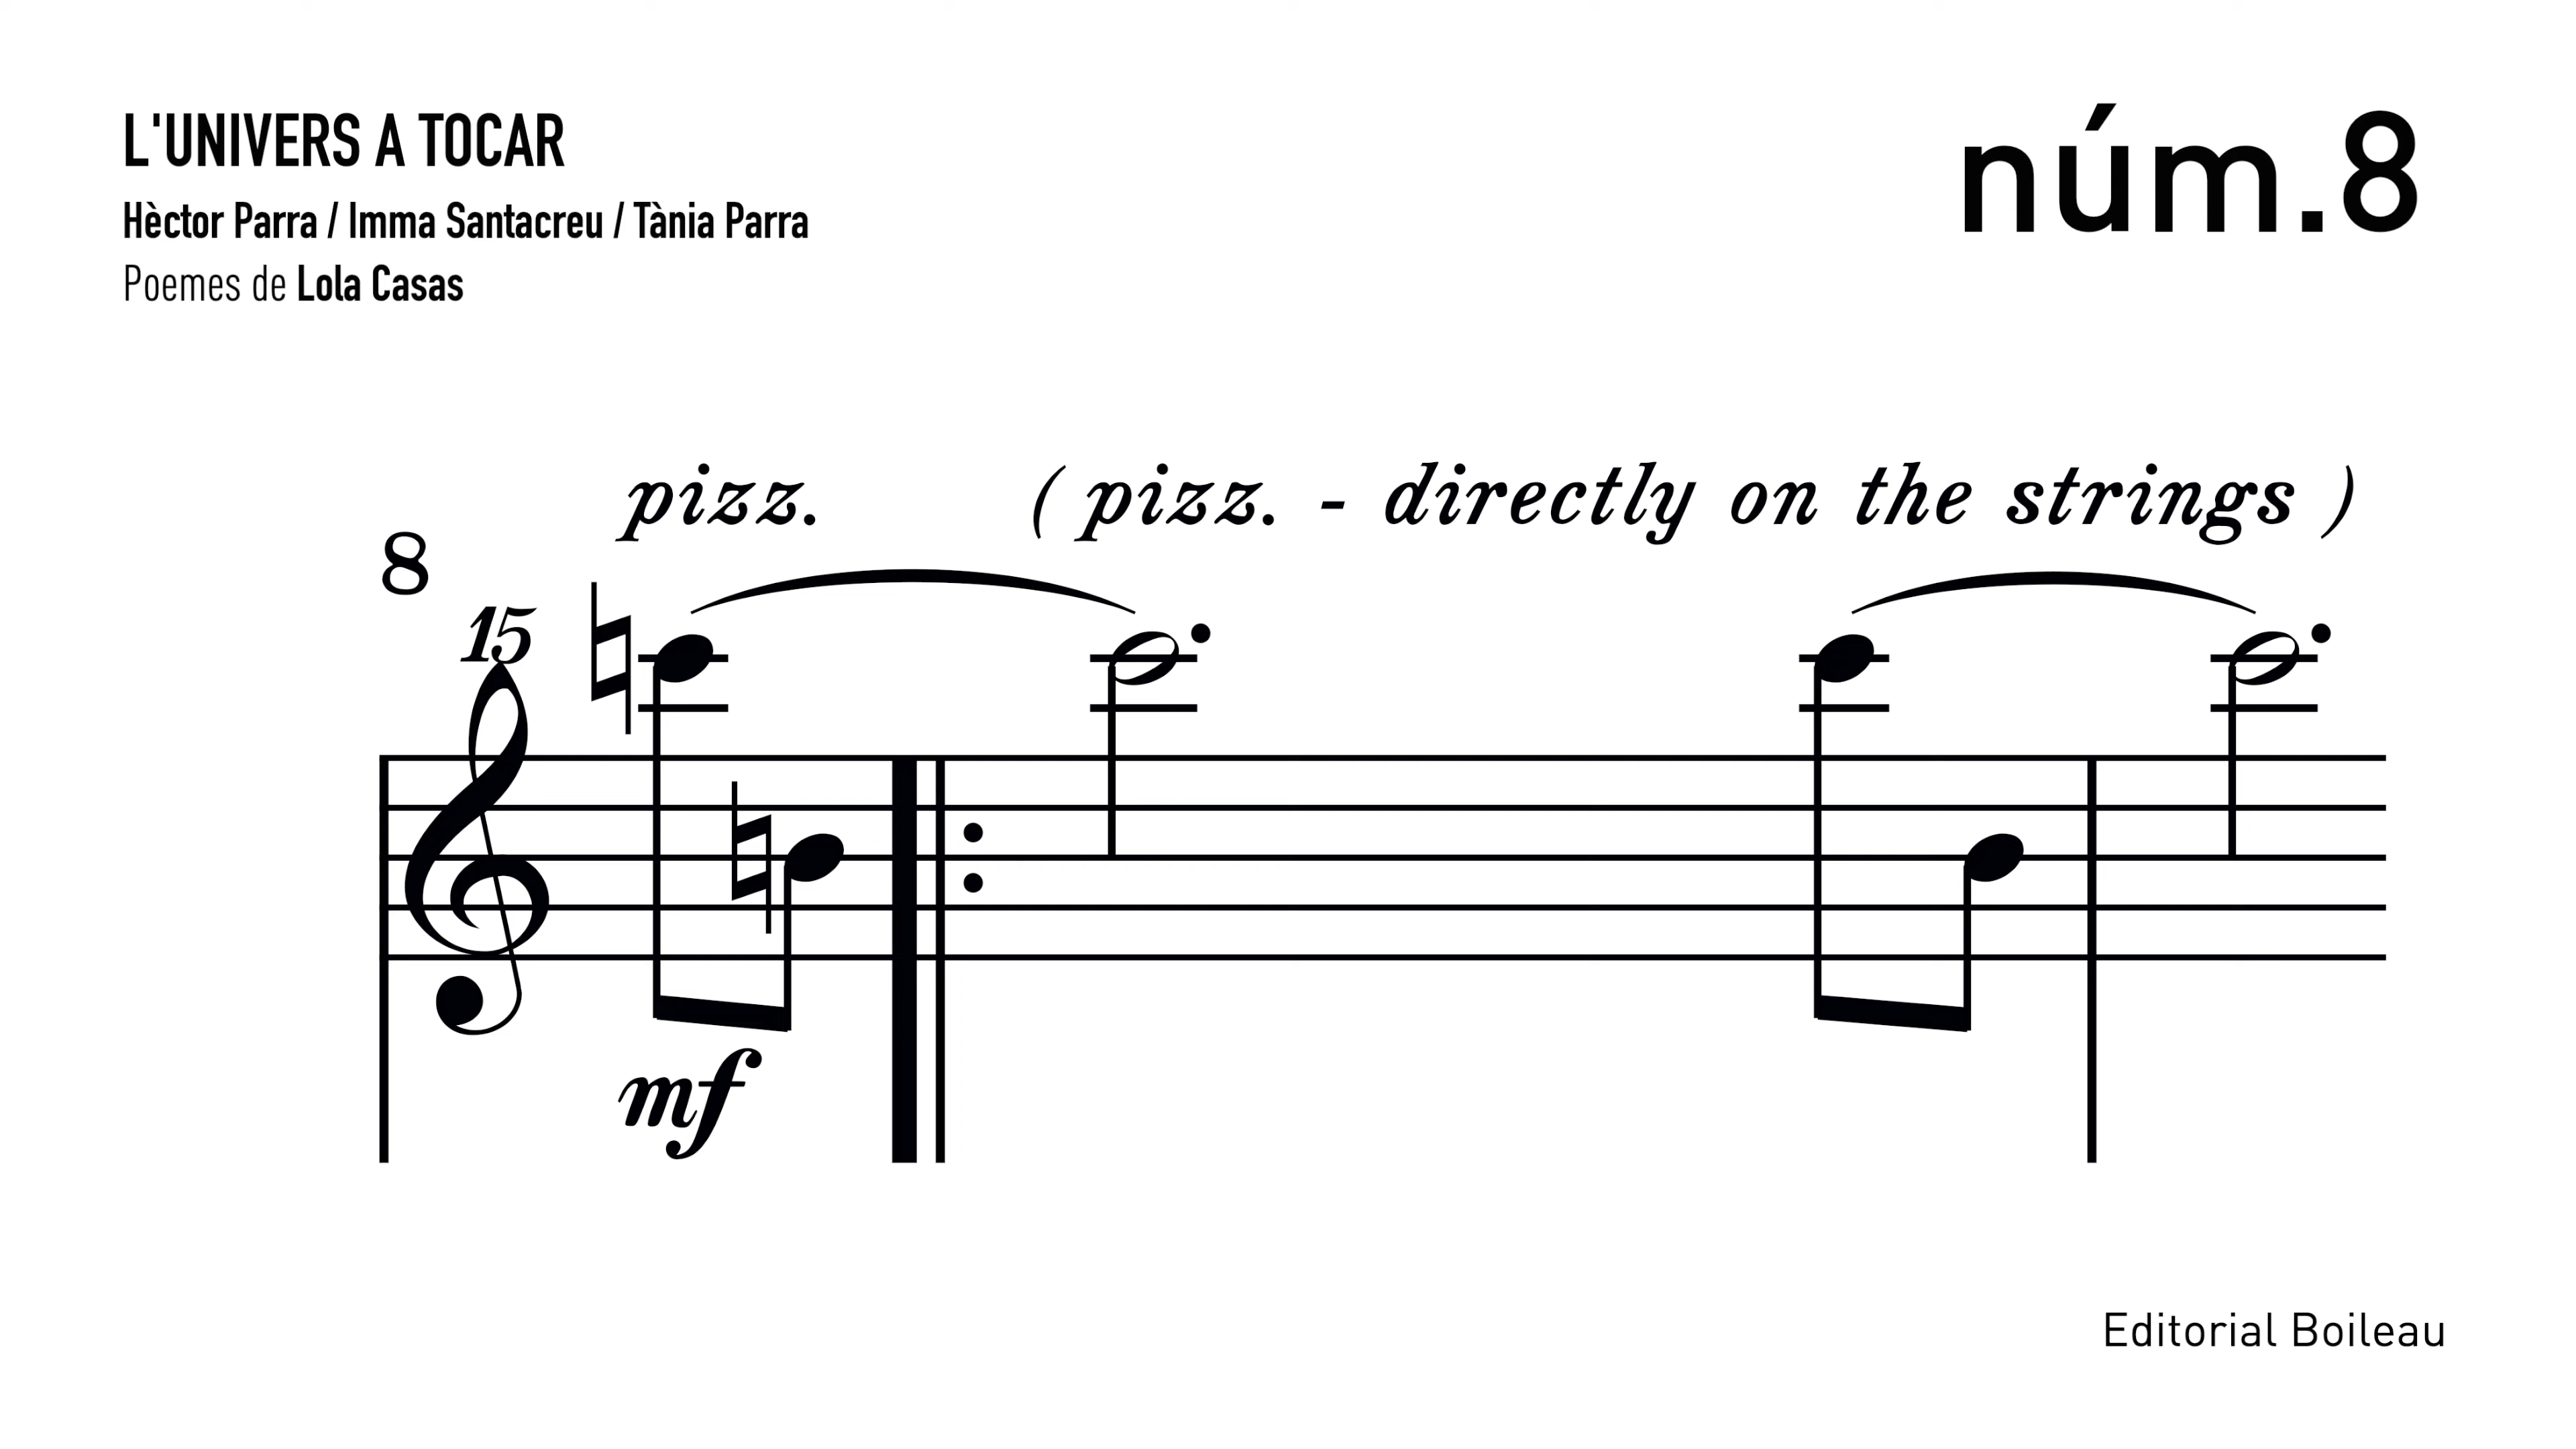 L'UNIVERS A TOCAR
Hèctor Parra / Imma Santacreu / Tània Parra
Poemes de Lola Casas
núm.8
pizz. ( pizz. - directly on the strings )
8
15
mf
Editorial Boileau